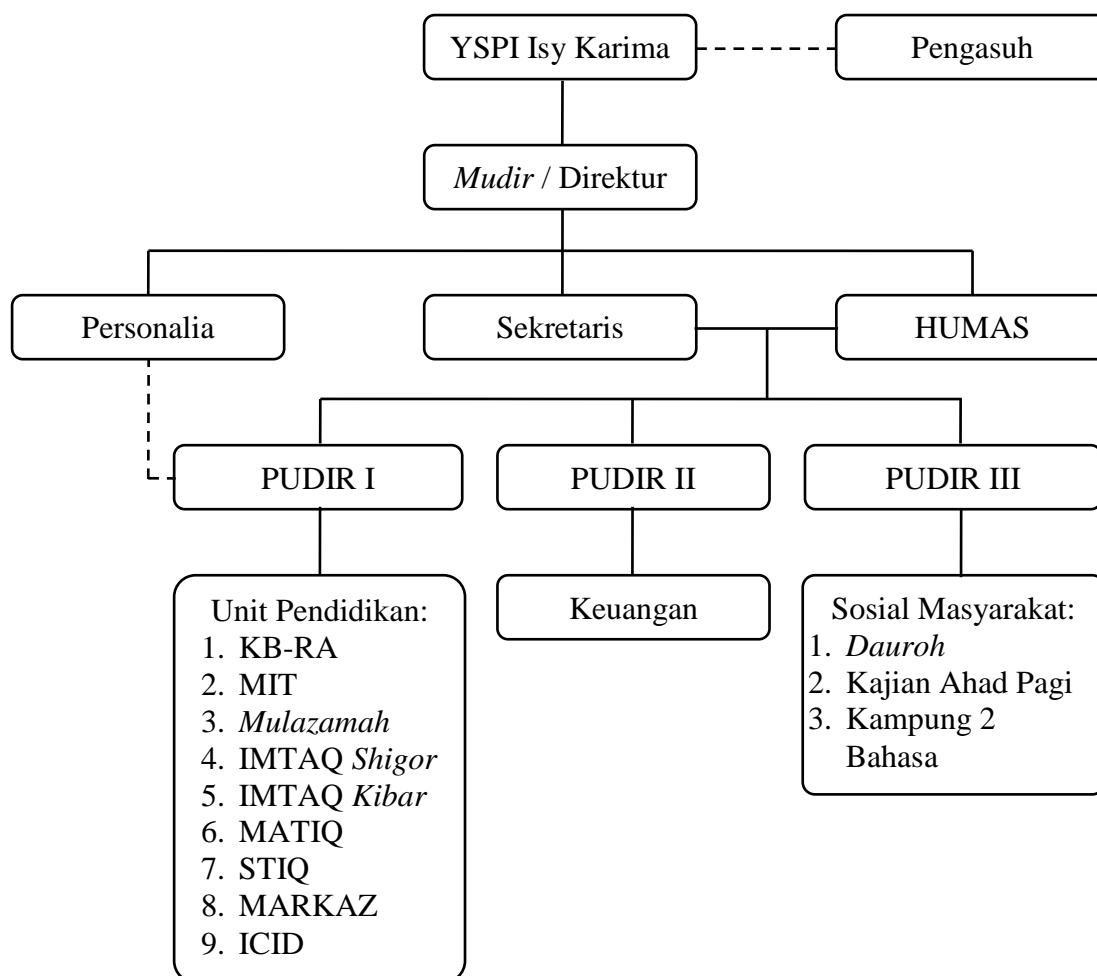 YSPI Isy Karima
Pengasuh
Mudir / Direktur
Personalia
Sekretaris
HUMAS
PUDIR I
PUDIR II
PUDIR III
Unit Pendidikan:
1. KB-RA
2. MIT
3. Mulazamah
4. IMTAQ Shigor
5. IMTAQ Kibar
6. MATIQ
7. STIQ
8. MARKAZ
9. ICID
Keuangan
Sosial Masyarakat:
1. Dauroh
2. Kajian Ahad Pagi
3. Kampung 2
Bahasa